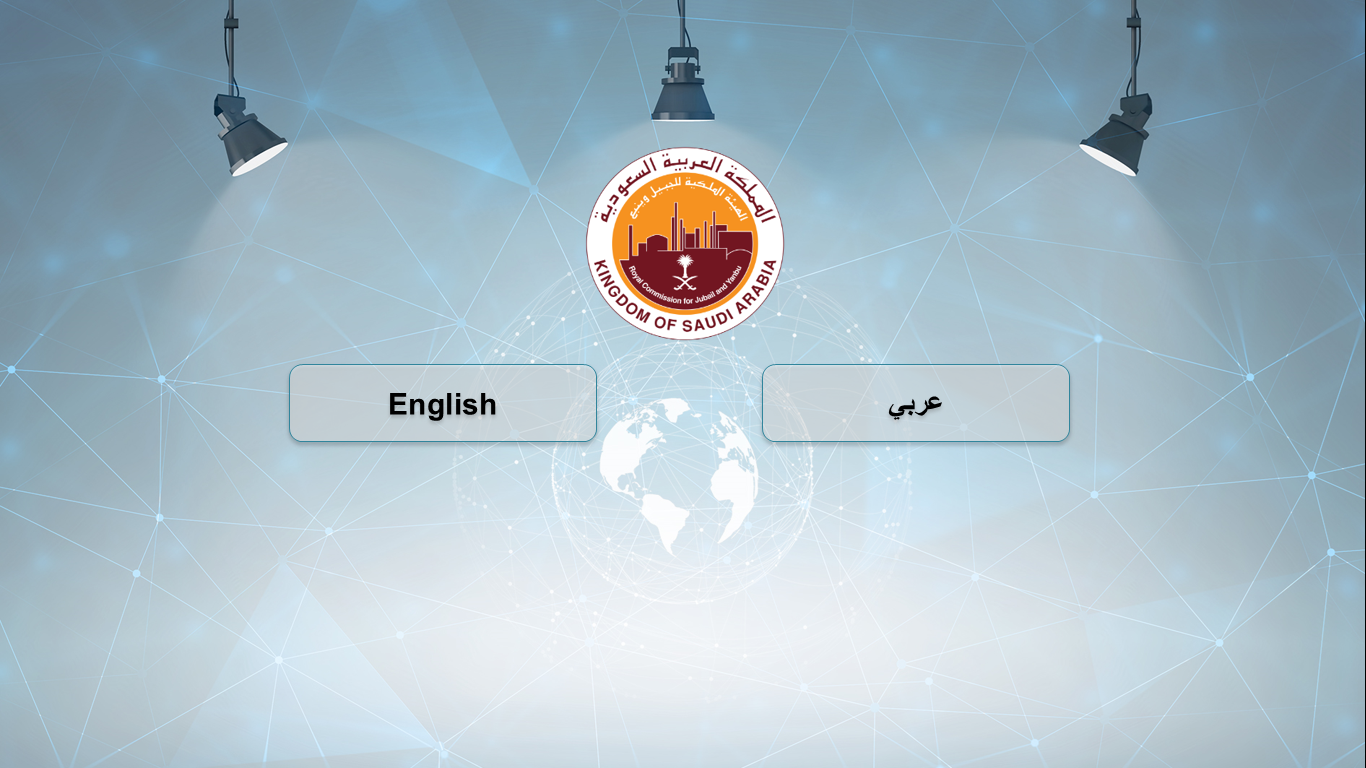 المملكة العربية السعودية
الهيئة الملكية للجبيل وينبع
Royal Commission for Jubail and Yanbu
KINGDOM OF SAUDI ARABIA
English
عربي